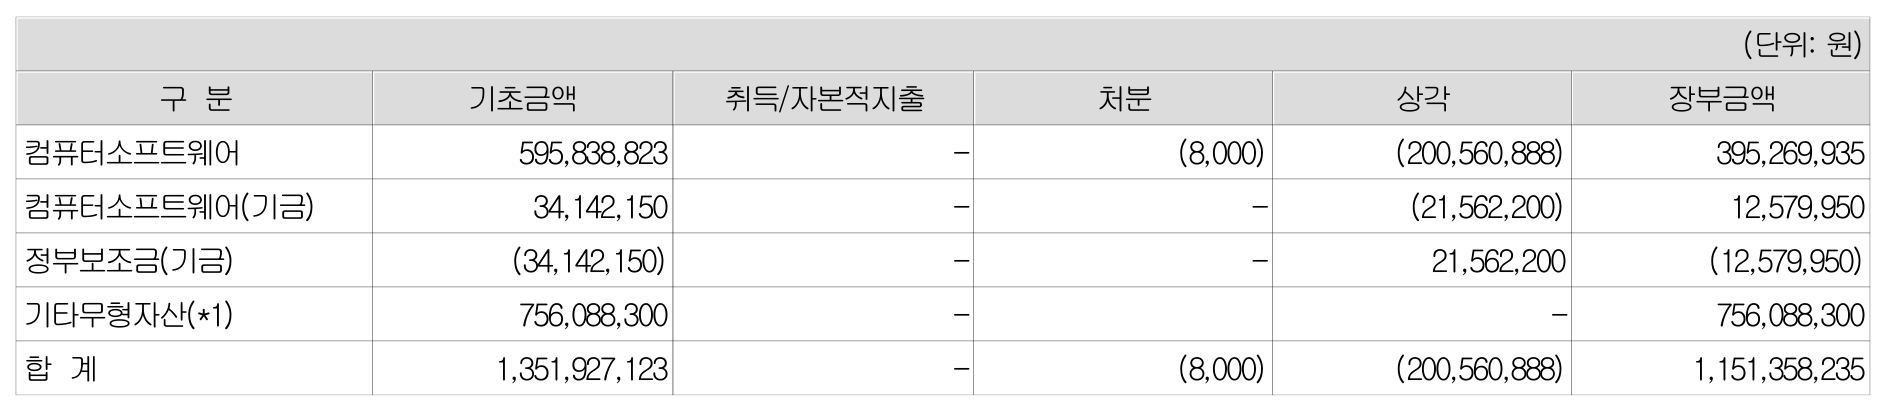 (단위: 원)
구 분 기초금액 취득/자본적지출 처분 상각 장부금액
컴퓨터소프트웨어 595,838,823 – (8,000) (200,560,888) 395,269,935
컴퓨터소프트웨어(기금) 34,142,150 – – (21,562,200) 12,579,950
정부보조금(기금) (34,142,150) – – 21,562,200 (12,579,950)
기타무형자산(*1) 756,088,300 – – 756,088,300
합 계 1,351,927,123 – (8,000) (200,560,888) 1,151,358,235